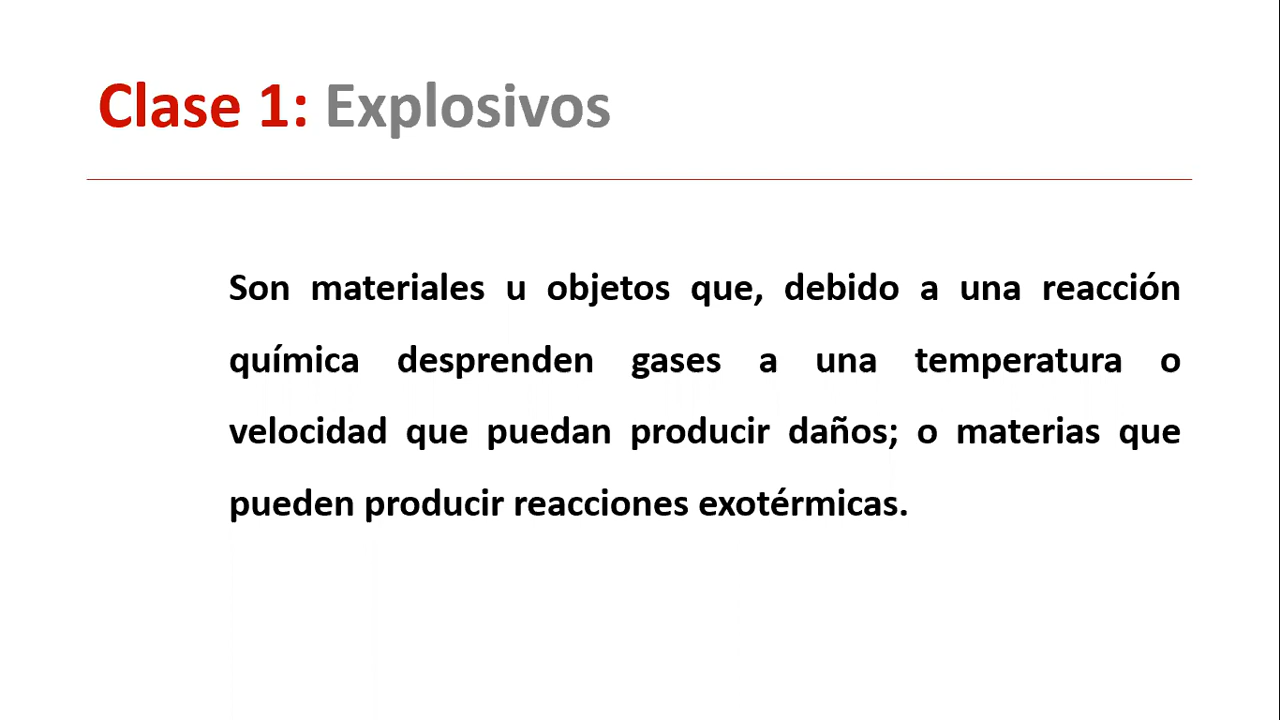 Clase 1: Explosivos
Son materiales u objetos que, debido a una reacción
química desprenden gases a una temperatura o
velocidad que puedan producir daños; o materias que
pueden producir reacciones exotérmicas.